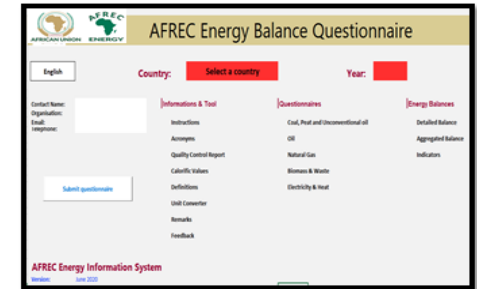 AFRICAN UNION
AFREC
ENERGY
AFREC Energy Balance Questionnaire
English
Country:
Select a country
Year:
Contact Name:
Organisation:
Email:
Telephone:
Submit questionnaire
Informations & Tool
Instructions
Acronyms
Quality Control Report
Calorific Values
Definitions
Unit Converter
Remarks
Feedback
Questionnaires
Coal, Peat and Unconventional oil
Oil
Natural Gas
Biomass & Waste
Electricity & Heat
Energy Balances
Detailed Balance
Aggregated Balance
Indicators
AFREC Energy Information System
Version: June 2020